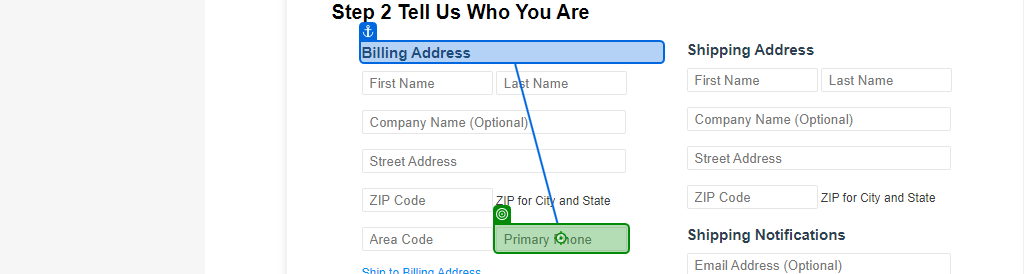 Step 2 Tell Us Who You Are
Billing Address
First Name Last Name
Company Name (Optional)
Street Address
ZIP Code ZIP for City and State
Area Code Primary Phone
Ship to Billing Address
Shipping Address
First Name Last Name
Company Name (Optional)
Street Address
ZIP Code ZIP for City and State
Shipping Notifications
Email Address (Optional)